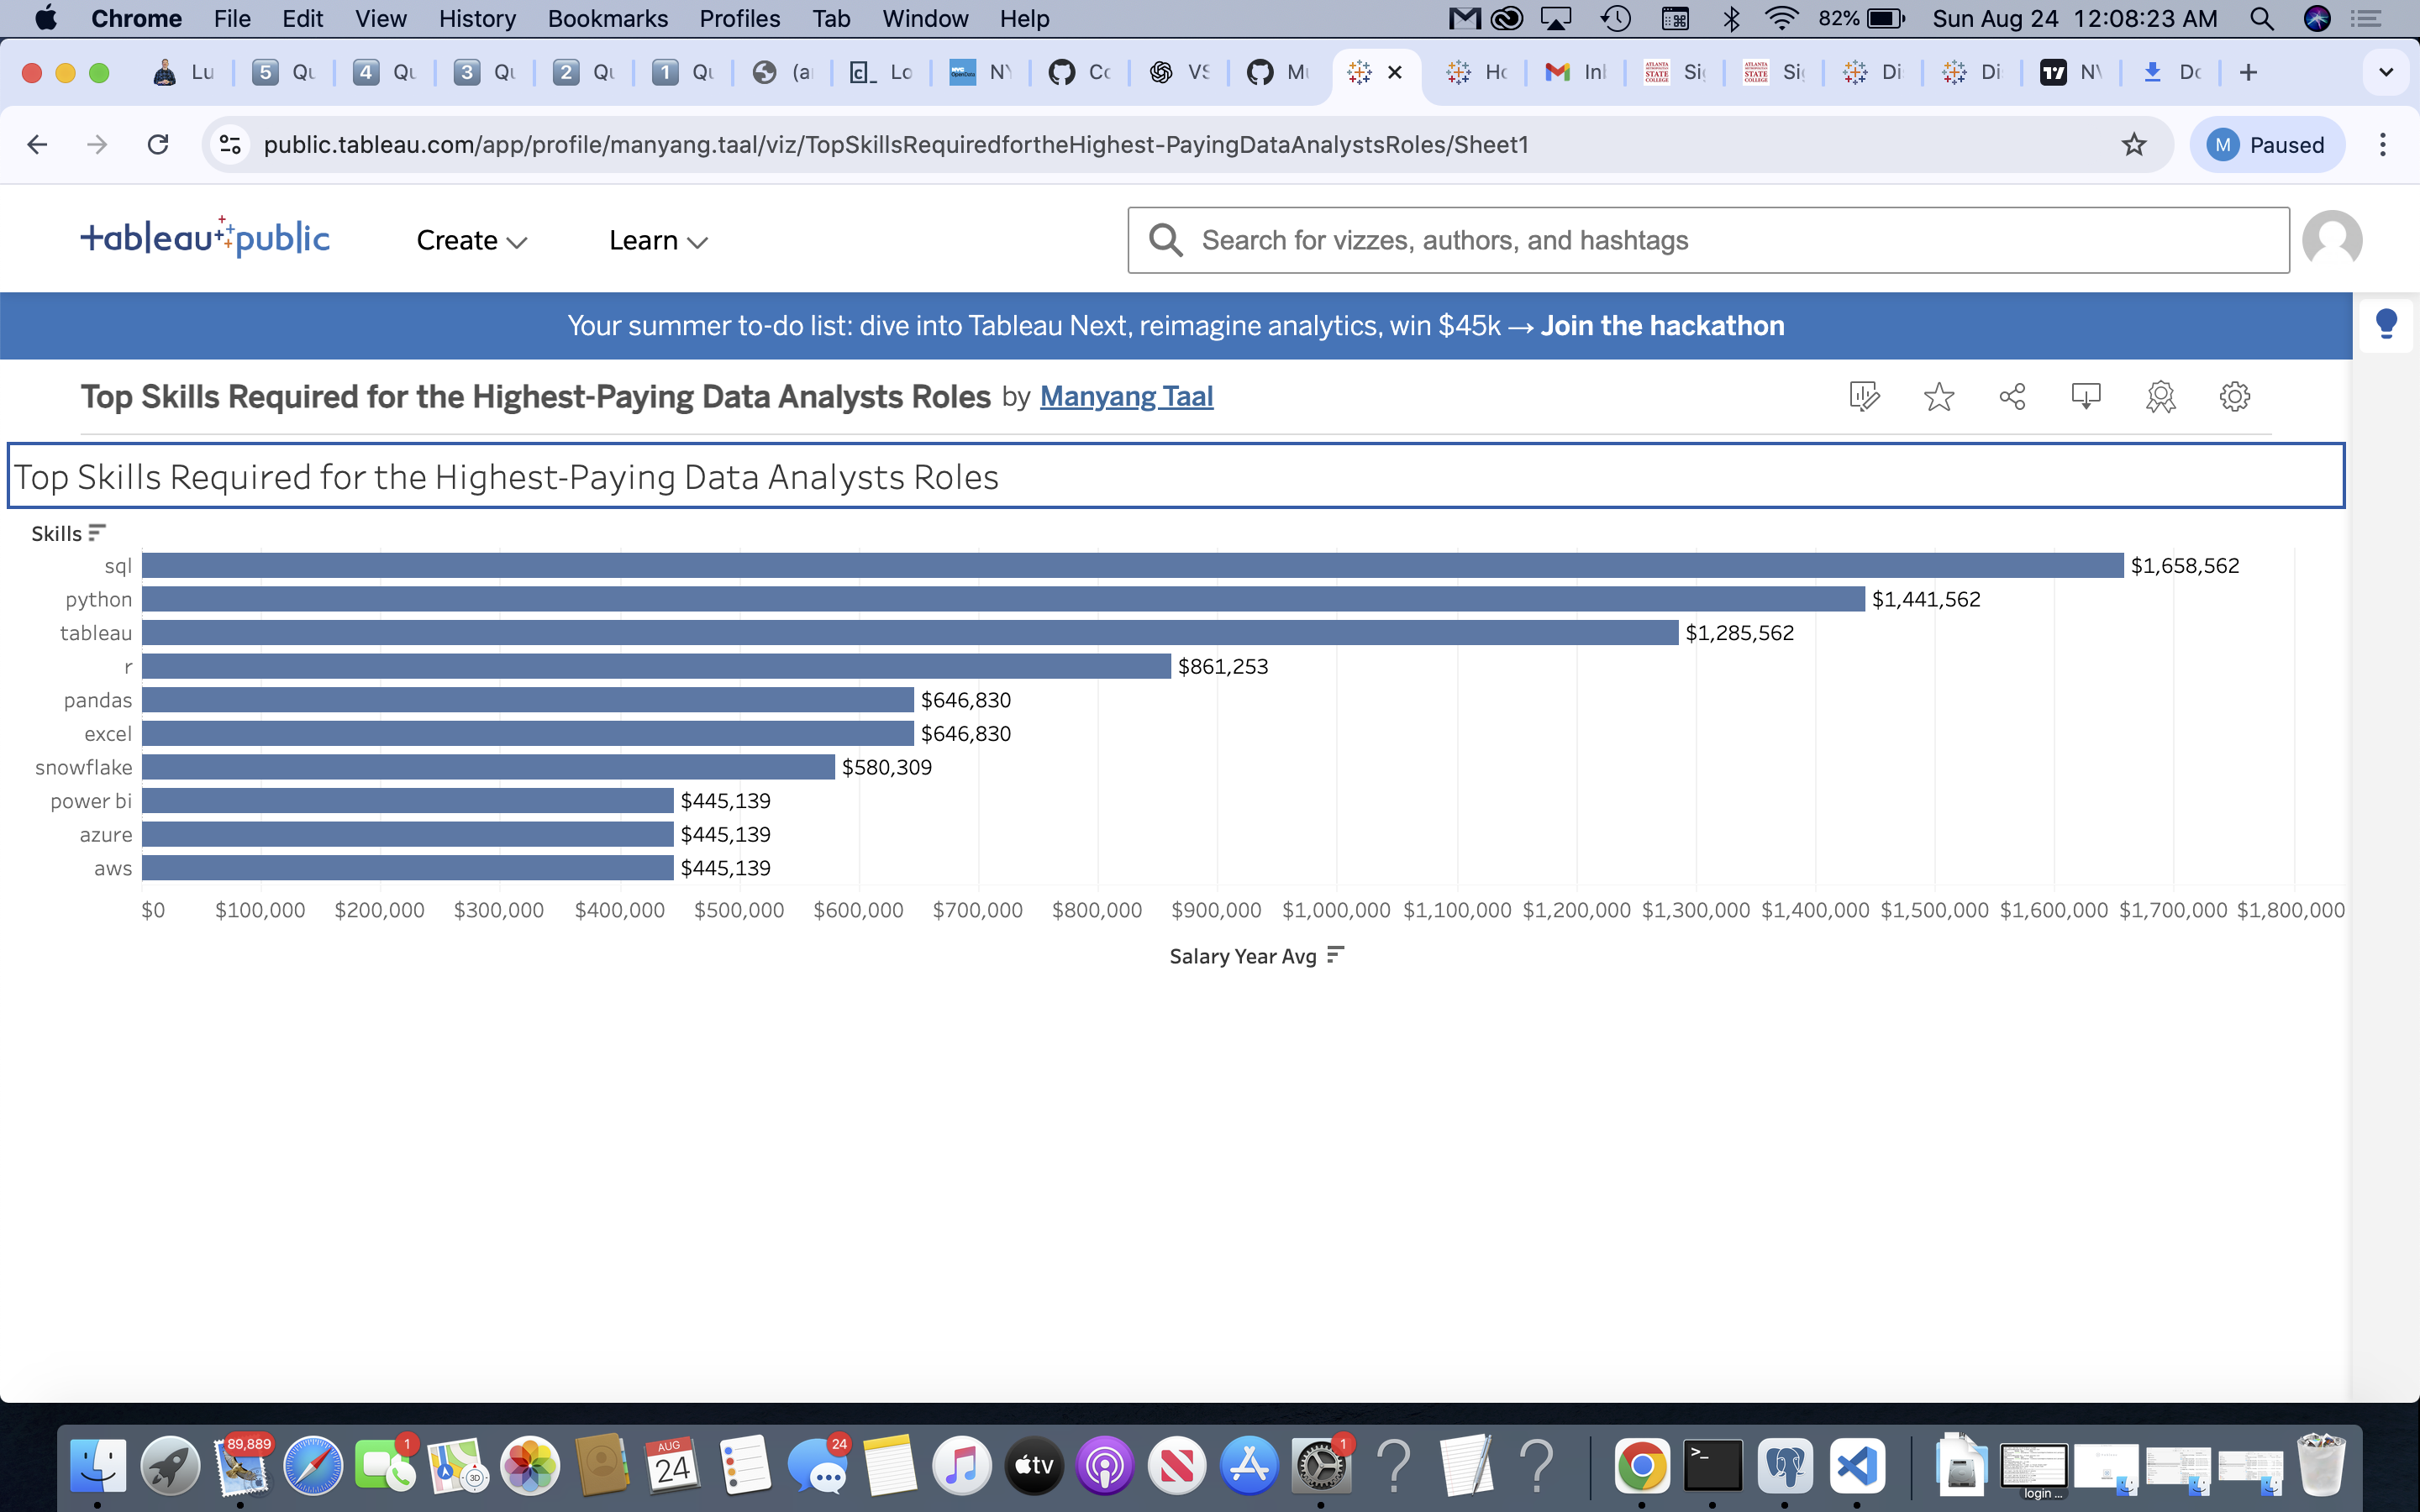 Chrome File Edit View History Bookmarks Profiles Tab Window Help 82% Sun Aug 24 12:08:23 AM
Lu 5 Qu 4 Qu 3 Qu 2 Qu 1 Qu (a c_ Lo NY Co VS Mu Ho Inl Si Si Di Di NV Do
public.tableau.com/app/profile/manyang.taal/viz/TopSkillsRequiredfortheHighest-PayingDataAnalystsRoles/Sheet1 M Paused
tableau public Create Learn Search for vizzes, authors, and hashtags
Your summer to-do list: dive into Tableau Next, reimagine analytics, win $45k → Join the hackathon
Top Skills Required for the Highest-Paying Data Analysts Roles by Manyang Taal
Top Skills Required for the Highest-Paying Data Analysts Roles
Skills
sql $1,658,562
python $1,441,562
tableau $1,285,562
r $861,253
pandas $646,830
excel $646,830
snowflake $580,309
power bi $445,139
azure $445,139
aws $445,139
$0 $100,000 $200,000 $300,000 $400,000 $500,000 $600,000 $700,000 $800,000 $900,000 $1,000,000 $1,100,000 $1,200,000 $1,300,000 $1,400,000 $1,500,000 $1,600,000 $1,700,000 $1,800,000
Salary Year Avg
89,889 1 3D AUG 24 24 tv 1 >_ login ...